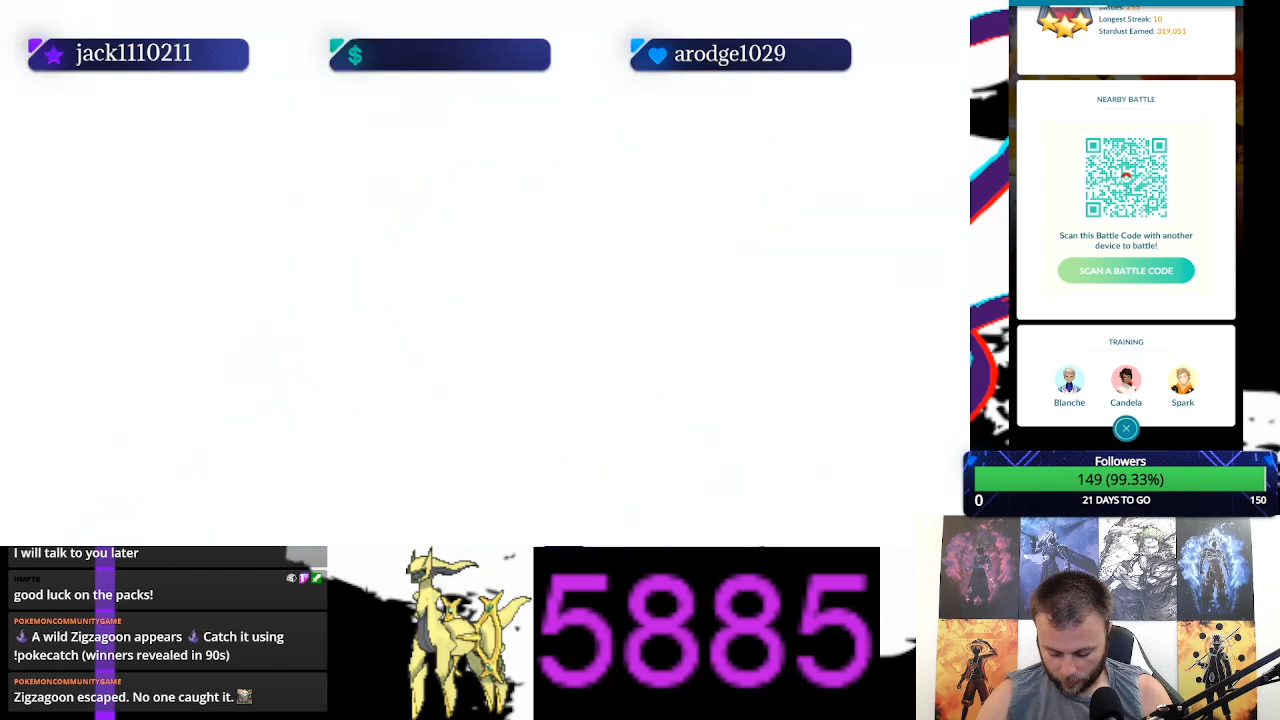 jack1110211
$
arodge1029
Battles: 255
Longest Streak: 10
Stardust Earned: 319,051
NEARBY BATTLE
Scan this Battle Code with another
device to battle!
SCAN A BATTLE CODE
TRAINING
Blanche Candela Spark
Followers
149 (99.33%)
0 21 DAYS TO GO 150
I will talk to you later
HMPTR
good luck on the packs!
POKEMONCOMMUNITYGAME
A wild Zigzagoon appears Catch it using
!pokecatch (winners revealed in 90s)
POKEMONCOMMUNITYGAME
Zigzagoon escaped. No one caught it.
5885